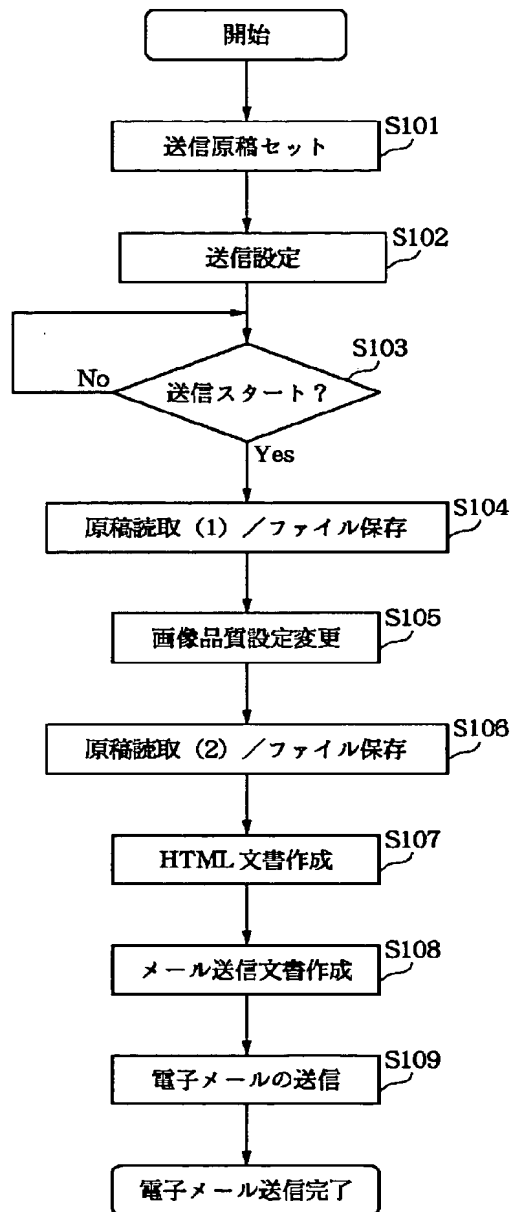 開始
S101
送信原稿セット
S102
送信設定
S103
送信スタート？
No
Yes
S104
原稿読取（1）／ファイル保存
S105
画像品質設定変更
S106
原稿読取（2）／ファイル保存
S107
HTML文書作成
S108
メール送信文書作成
S109
電子メールの送信
電子メール送信完了